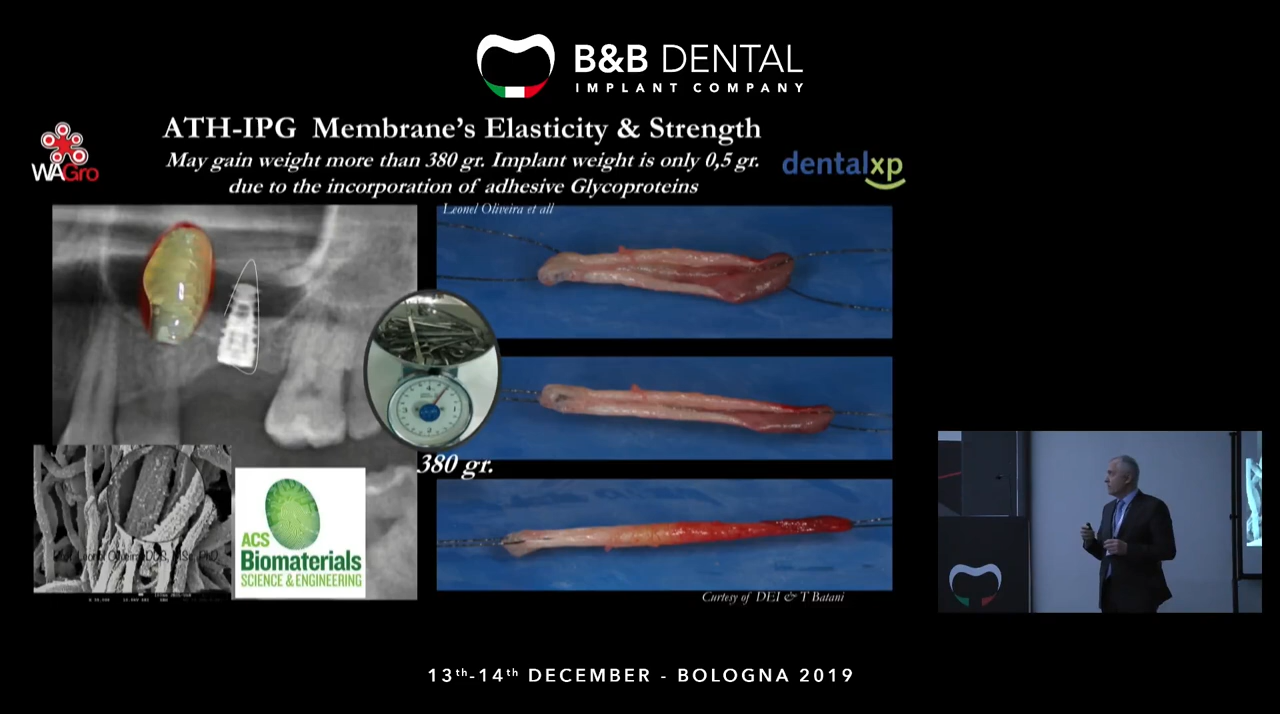 B&B DENTAL
IMPLANT COMPANY
ATH-IPG Membrane's Elasticity & Strength
WAGro
May gain weight more than 380 gr. Implant weight is only 0,5 gr.
dentalxp
due to the incorporation of adhesive Glycoproteins
Leonel Oliveira et all
380 gr.
ACS
Biomaterials
SCIENCE & ENGINEERING
Curtesy of DEI & T Batani
13th-14th DECEMBER - BOLOGNA 2019